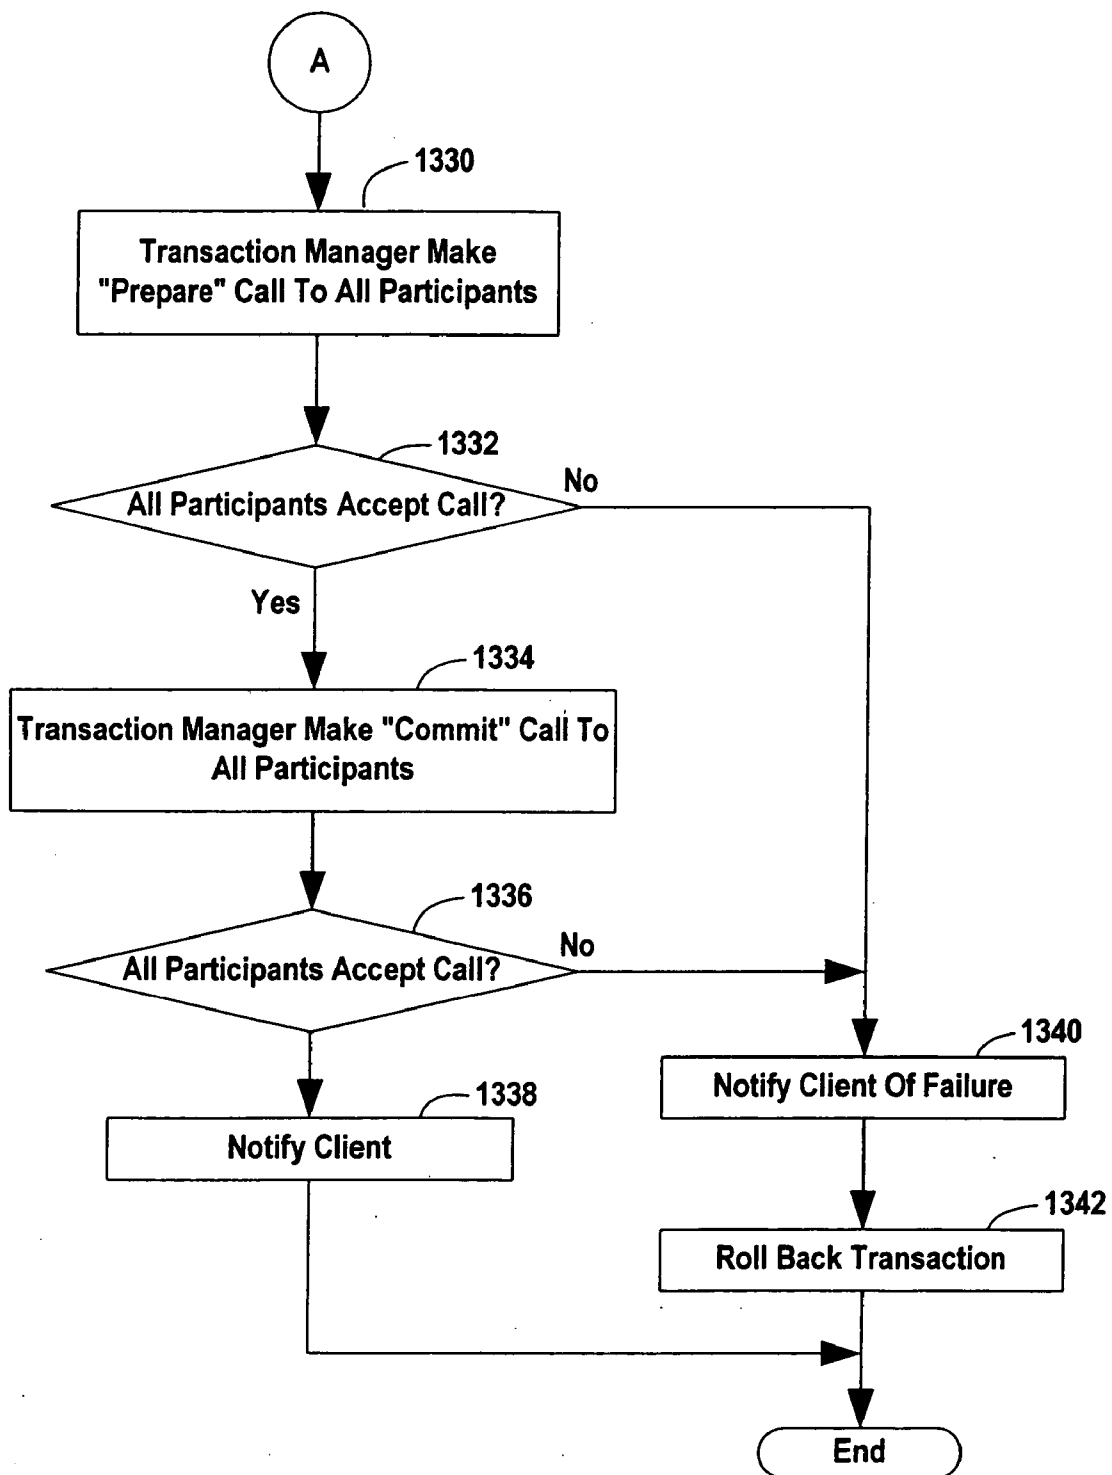 A
1330
Transaction Manager Make
"Prepare" Call To All Participants
1332
All Participants Accept Call?
No
Yes
1334
Transaction Manager Make "Commit" Call To
All Participants
1336
All Participants Accept Call?
No
1340
Notify Client Of Failure
1338
Notify Client
1342
Roll Back Transaction
End